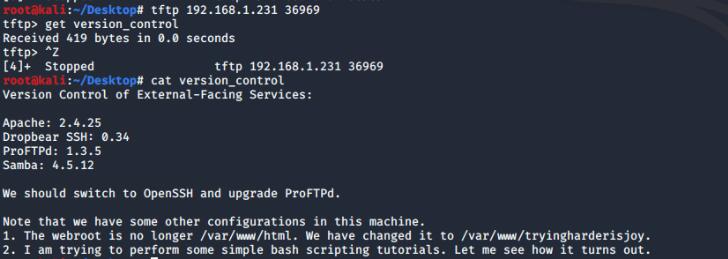 root@kali:~/Desktop# tftp 192.168.1.231 36969
tftp> get version_control
Received 419 bytes in 0.0 seconds
tftp> ^Z
[4]+  Stopped                 tftp 192.168.1.231 36969
root@kali:~/Desktop# cat version_control
Version Control of External-Facing Services:

Apache: 2.4.25
Dropbear SSH: 0.34
ProFTPd: 1.3.5
Samba: 4.5.12

We should switch to OpenSSH and upgrade ProFTPd.

Note that we have some other configurations in this machine.
1. The webroot is no longer /var/www/html. We have changed it to /var/www/tryingharderisjoy.
2. I am trying to perform some simple bash scripting tutorials. Let me see how it turns out.